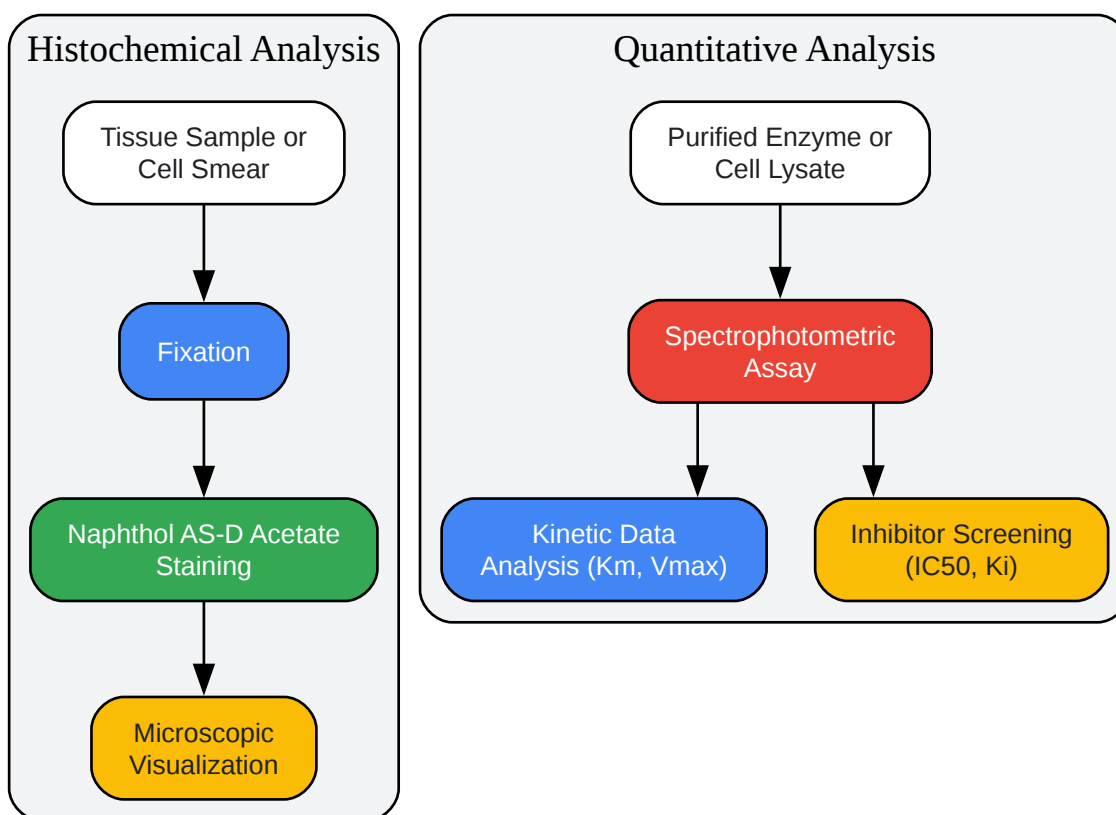 Histochemical Analysis
Tissue Sample or
Cell Smear
Fixation
Naphthol AS-D Acetate
Staining
Microscopic
Visualization
Quantitative Analysis
Purified Enzyme or
Cell Lysate
Spectrophotometric
Assay
Kinetic Data
Analysis (Km, Vmax)
Inhibitor Screening
(IC50, Ki)